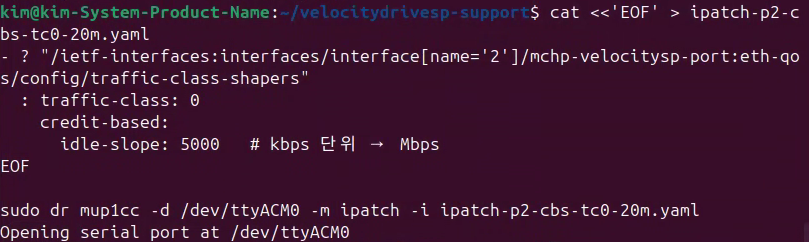 kim@kim-System-Product-Name:~/velocitydrivesp-support$ cat <<'EOF' > ipatch-p2-c
bs-tc0-20m.yaml
- ? "/ietf-interfaces:interfaces/interface[name='2']/mchp-velocitysp-port:eth-qo
s/config/traffic-class-shapers"
  : traffic-class: 0
    credit-based:
      idle-slope: 5000   # kbps 단위 → Mbps
EOF

sudo dr mup1cc -d /dev/ttyACM0 -m ipatch -i ipatch-p2-cbs-tc0-20m.yaml
Opening serial port at /dev/ttyACM0